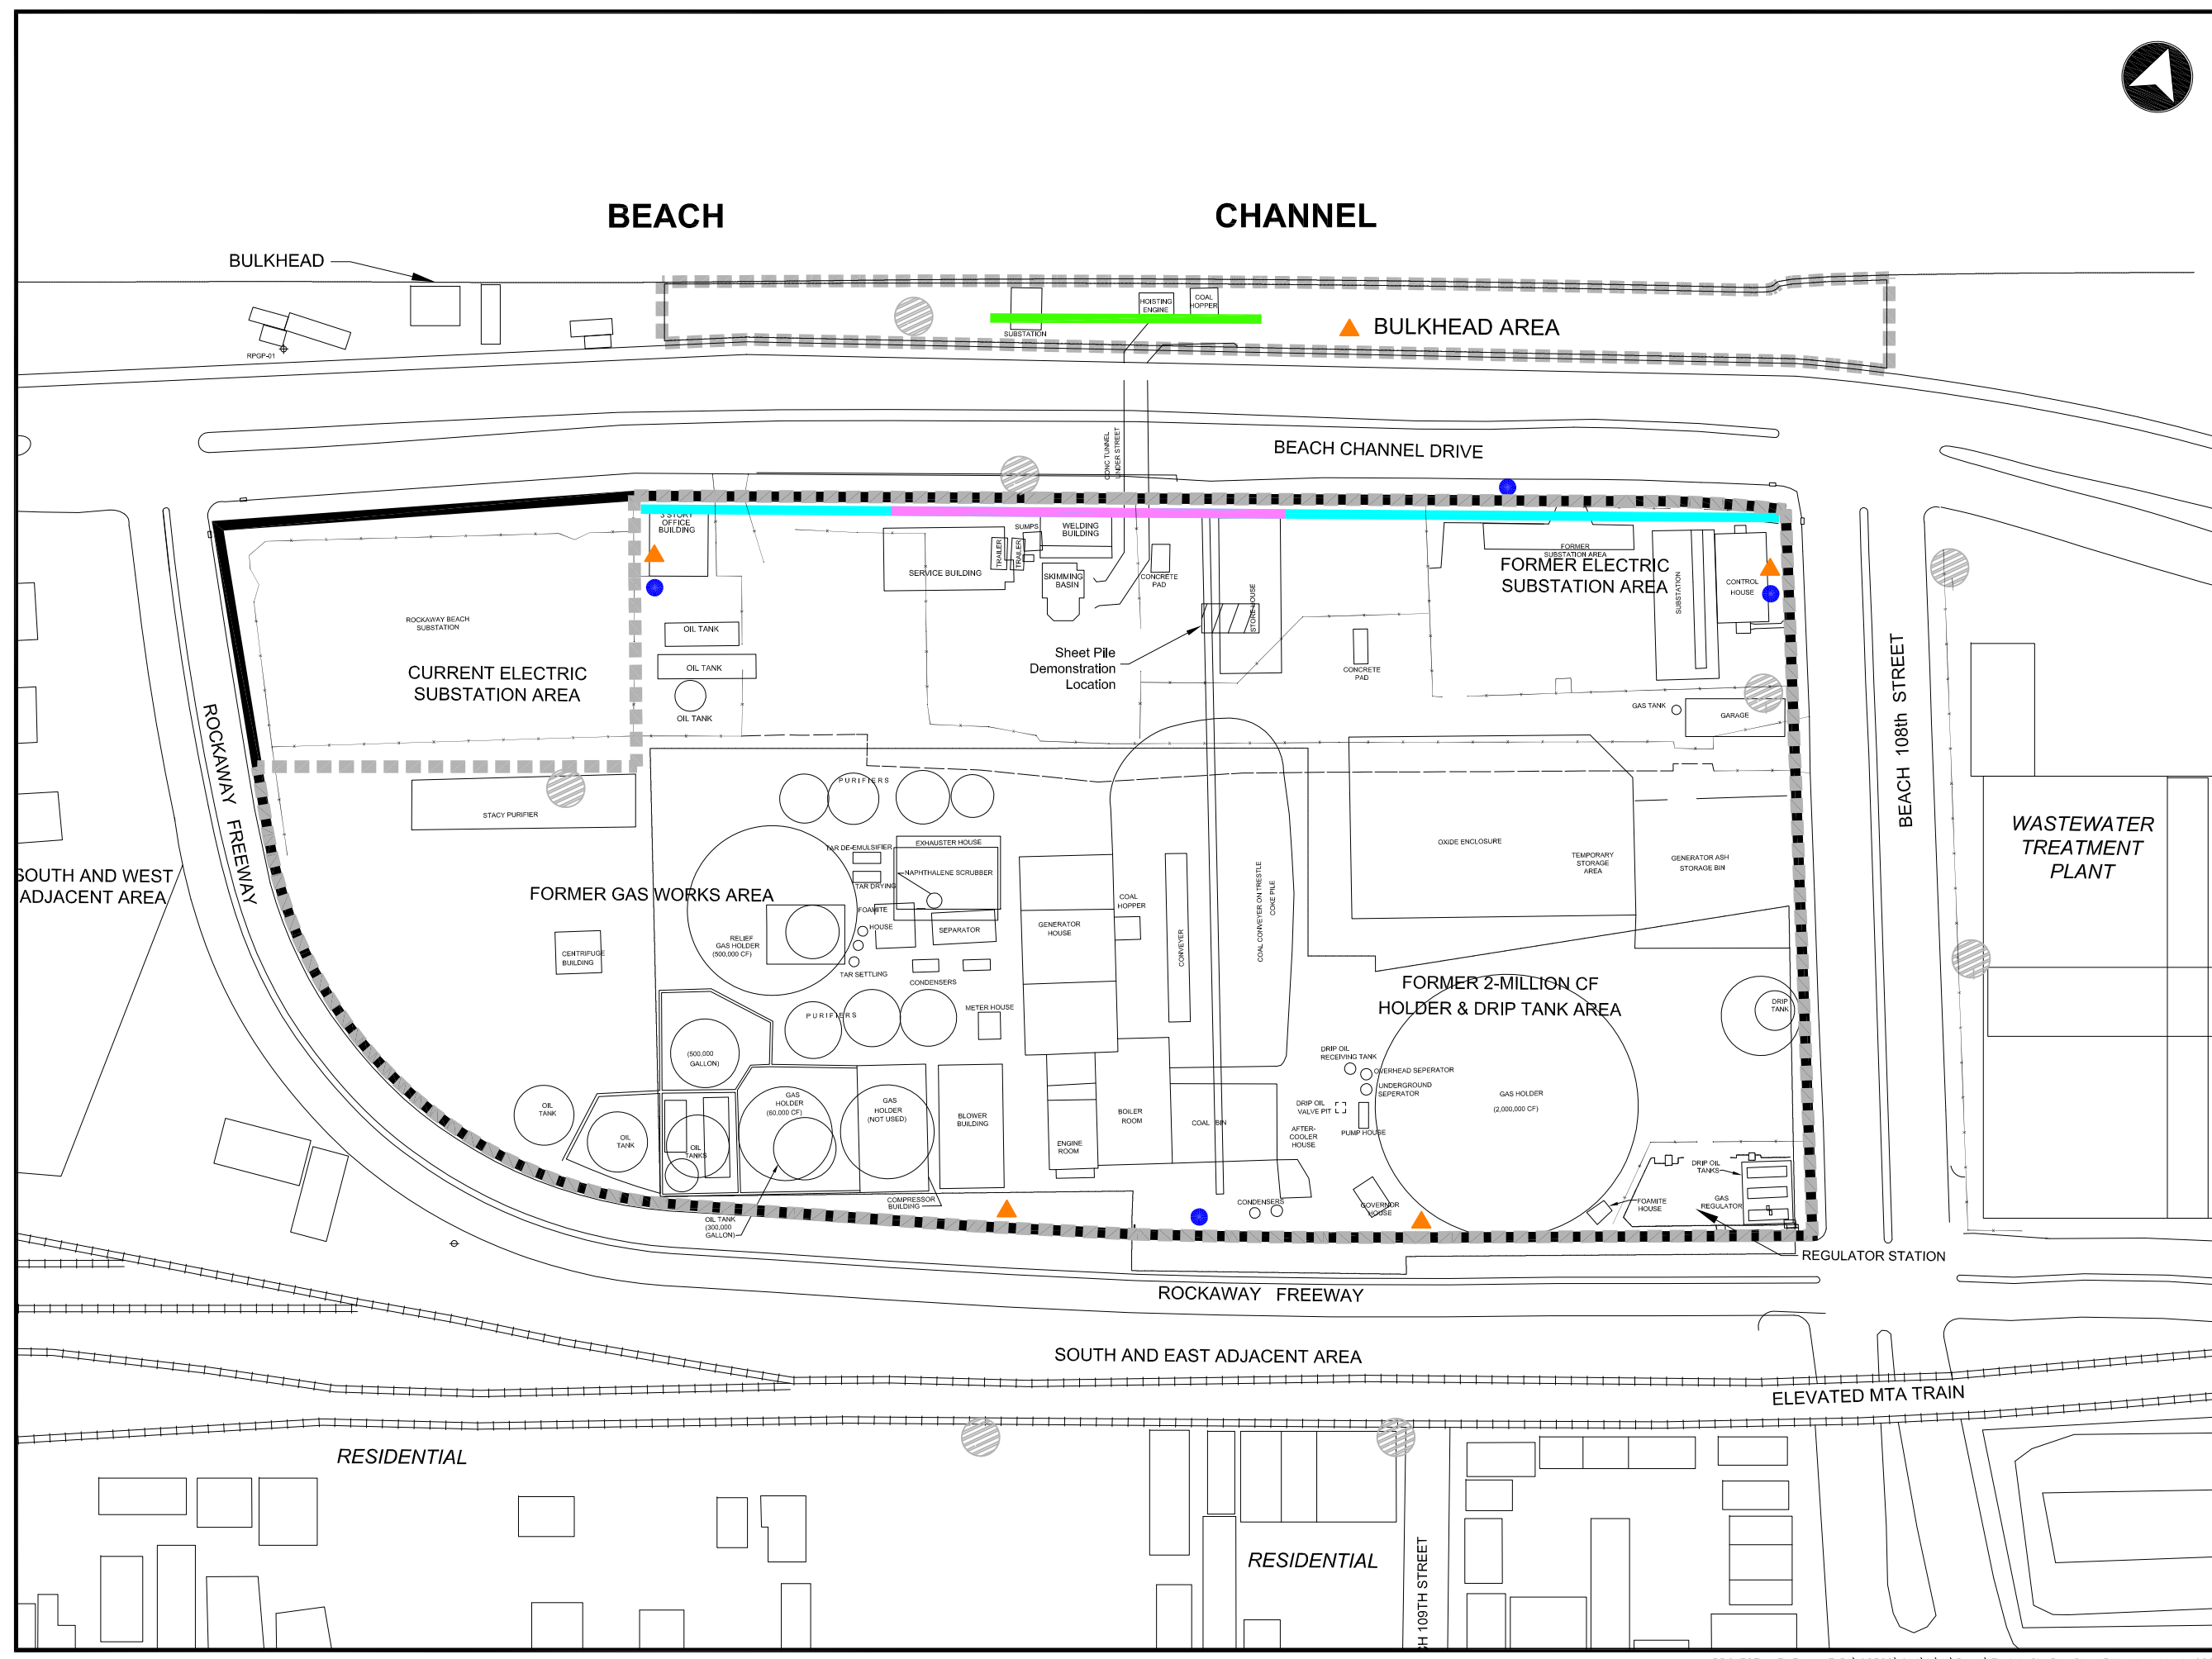 BEACH CHANNEL
BULKHEAD
HOISTING
ENGINE
COAL
HOPPER
SUBSTATION
BULKHEAD AREA
RPGP-01
CONC TUNNEL
UNDER STREET
BEACH CHANNEL DRIVE
3 STORY
OFFICE
BUILDING
SUMPS
WELDING
BUILDING
TRAILER
TRAILER
SERVICE BUILDING
SKIMMING
BASIN
CONCRETE
PAD
STORE HOUSE
FORMER
SUBSTATION AREA
FORMER ELECTRIC
SUBSTATION AREA
SUBSTATION
CONTROL
HOUSE
ROCKAWAY BEACH
SUBSTATION
CURRENT ELECTRIC
SUBSTATION AREA
OIL TANK
OIL TANK
OIL TANK
Sheet Pile
Demonstration
Location
CONCRETE
PAD
GAS TANK
GARAGE
BEACH 108th STREET
ROCKAWAY FREEWAY
STACY PURIFIER
PURIFIERS
TAR DE-EMULSIFIER
EXHAUSTER HOUSE
NAPHTHALENE SCRUBBER
TAR DRYING
FOAMITE
HOUSE
SEPARATOR
FORMER GAS WORKS AREA
RELIEF
GAS HOLDER
(500,000 CF)
TAR SETTLING
CONDENSERS
CENTRIFUGE
BUILDING
GENERATOR
HOUSE
COAL
HOPPER
CONVEYER
COAL CONVEYER ON TRESTLE
COKE PILE
OXIDE ENCLOSURE
TEMPORARY
STORAGE
AREA
GENERATOR ASH
STORAGE BIN
WASTEWATER
TREATMENT
PLANT
SOUTH AND WEST
ADJACENT AREA
PURIFIERS
METER HOUSE
FORMER 2-MILLION CF
HOLDER & DRIP TANK AREA
DRIP
TANK
(500,000
GALLON)
DRIP OIL
RECEIVING TANK
OVERHEAD SEPERATOR
UNDERGROUND
SEPERATOR
DRIP OIL
VALVE PIT
PUMP HOUSE
AFTER-
COOLER
HOUSE
GAS HOLDER
(2,000,000 CF)
OIL
TANK
OIL
TANK
OIL
TANKS
GAS
HOLDER
(60,000 CF)
GAS
HOLDER
(NOT USED)
BLOWER
BUILDING
ENGINE
ROOM
BOILER
ROOM
COAL BIN
DRIP OIL
TANKS
GAS
REGULATOR
FOAMITE
HOUSE
COMPRESSOR
BUILDING
OIL TANK
(300,000
GALLON)
CONDENSERS
GOVERNOR
HOUSE
REGULATOR STATION
ROCKAWAY FREEWAY
SOUTH AND EAST ADJACENT AREA
ELEVATED MTA TRAIN
RESIDENTIAL
RESIDENTIAL
109TH STREET